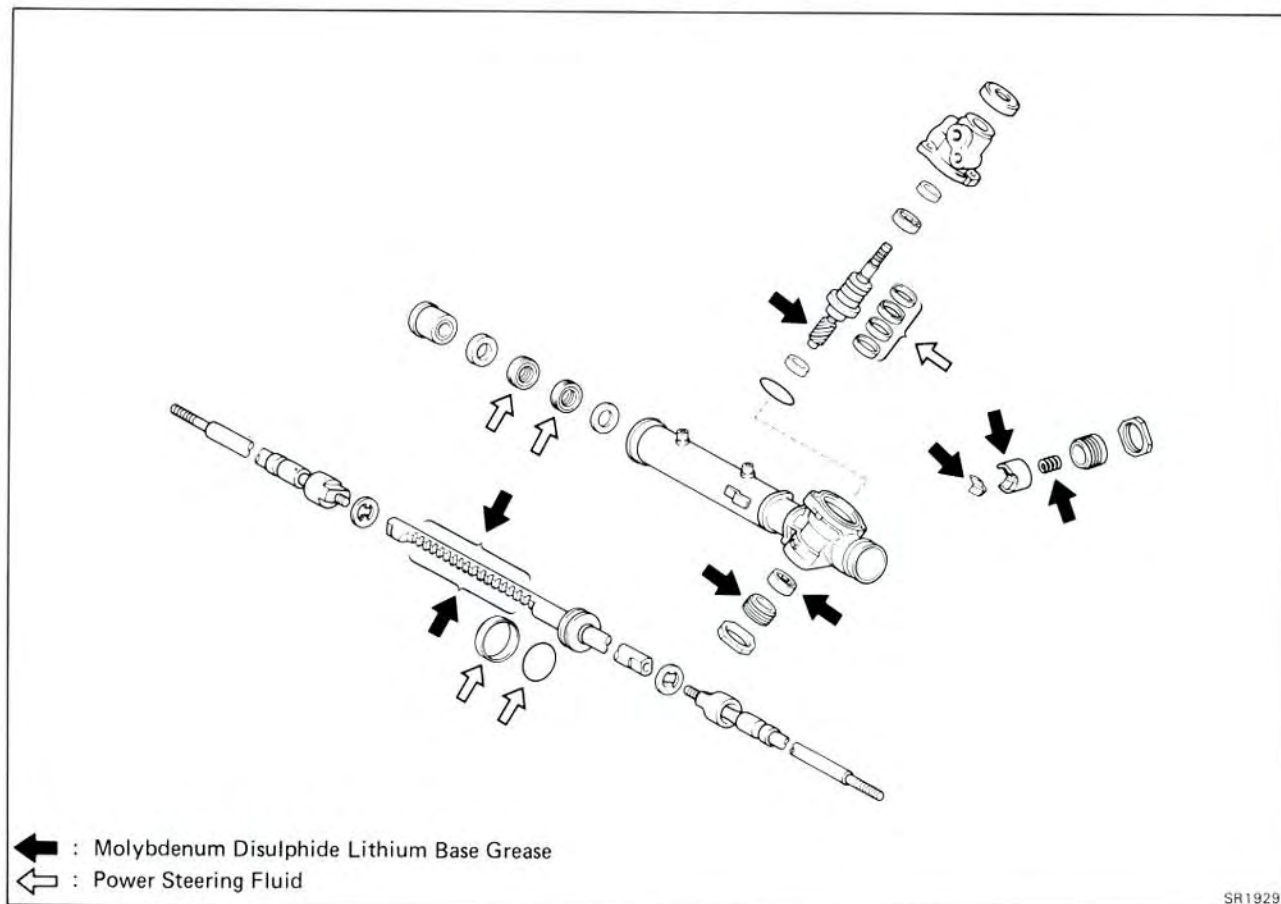 : Molybdenum Disulphide Lithium Base Grease
: Power Steering Fluid
SR1929